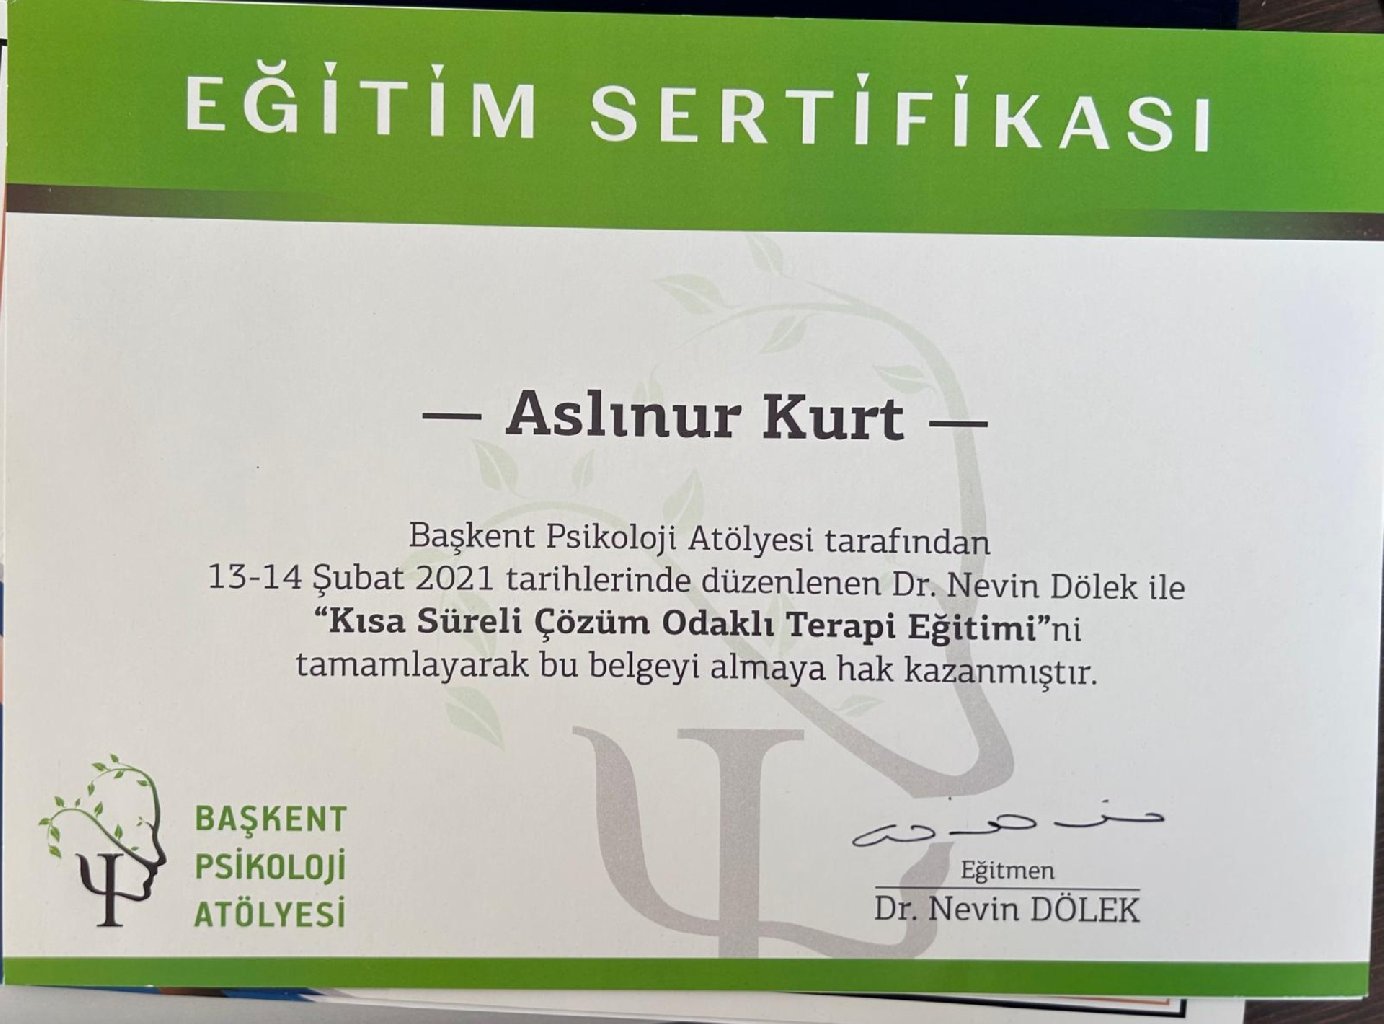 EĞİTİM SERTİFİKASI
— Aslınur Kurt —
Başkent Psikoloji Atölyesi tarafından
13-14 Şubat 2021 tarihlerinde düzenlenen Dr. Nevin Dölek ile
“Kısa Süreli Çözüm Odaklı Terapi Eğitimi”ni
tamamlayarak bu belgeyi almaya hak kazanmıştır.
BAŞKENT
PSİKOLOJİ
ATÖLYESİ
Eğitmen
Dr. Nevin DÖLEK